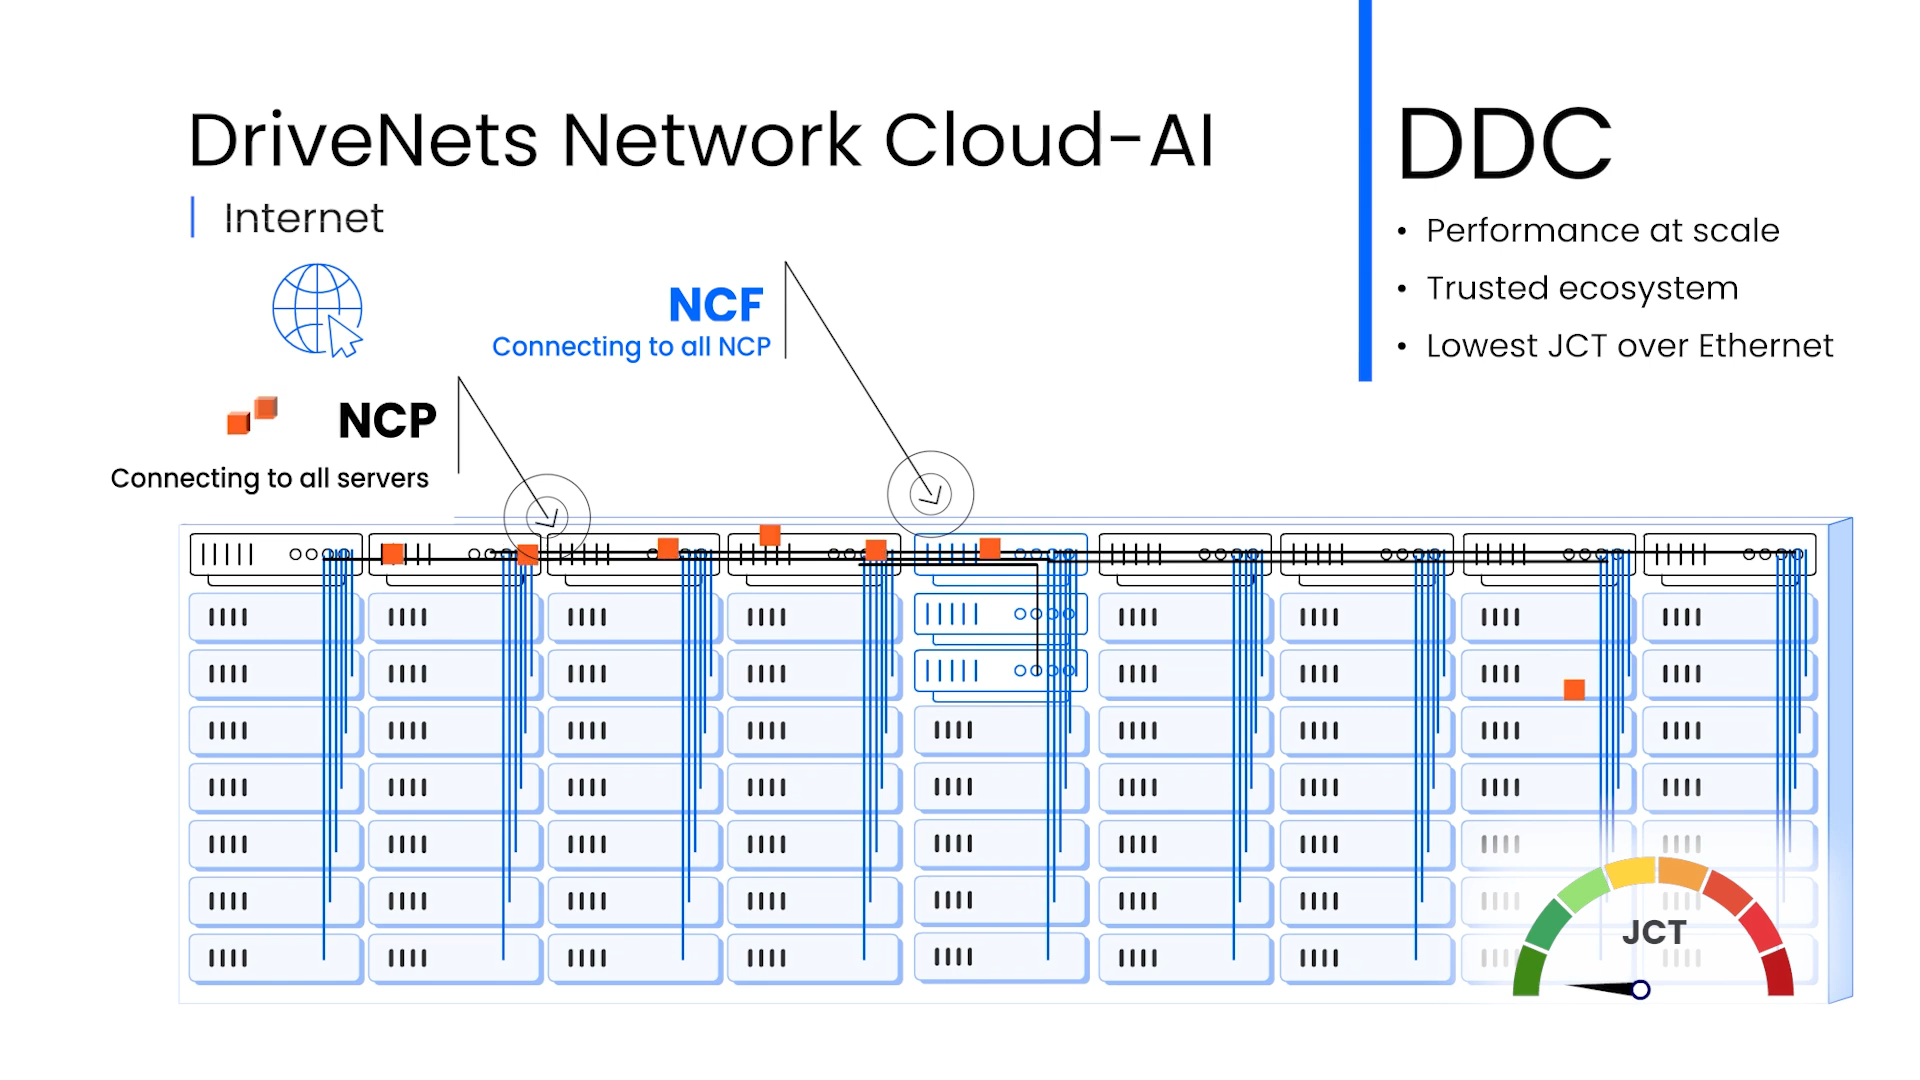 DriveNets Network Cloud-AI
Internet
NCF
Connecting to all NCP
NCP
Connecting to all servers
DDC
• Performance at scale
• Trusted ecosystem
• Lowest JCT over Ethernet
JCT